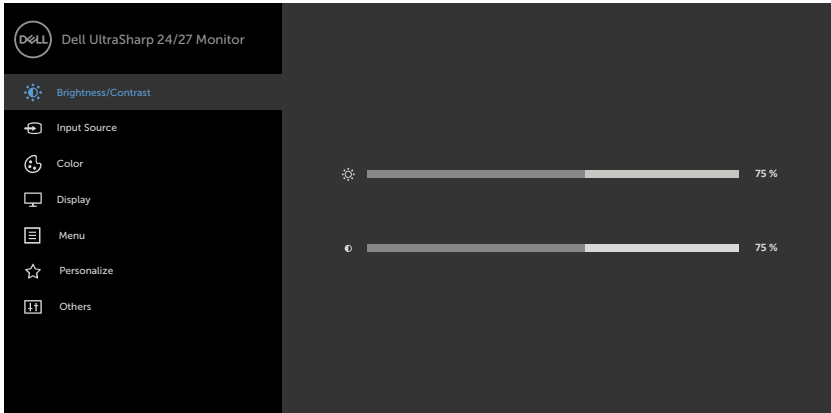 DELL
Dell UltraSharp 24/27 Monitor
Brightness/Contrast
Input Source
Color
Display
Menu
Personalize
Others
75 %
75 %